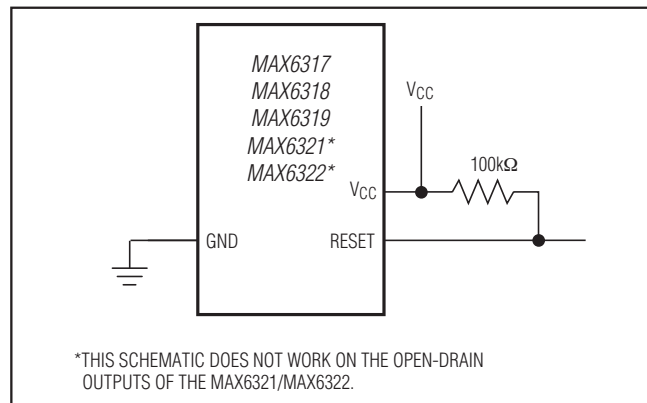 MAX6317
MAX6318
MAX6319
MAX6321*
MAX6322*
VCC
VCC
100kΩ
GND
RESET
*THIS SCHEMATIC DOES NOT WORK ON THE OPEN-DRAIN
OUTPUTS OF THE MAX6321/MAX6322.